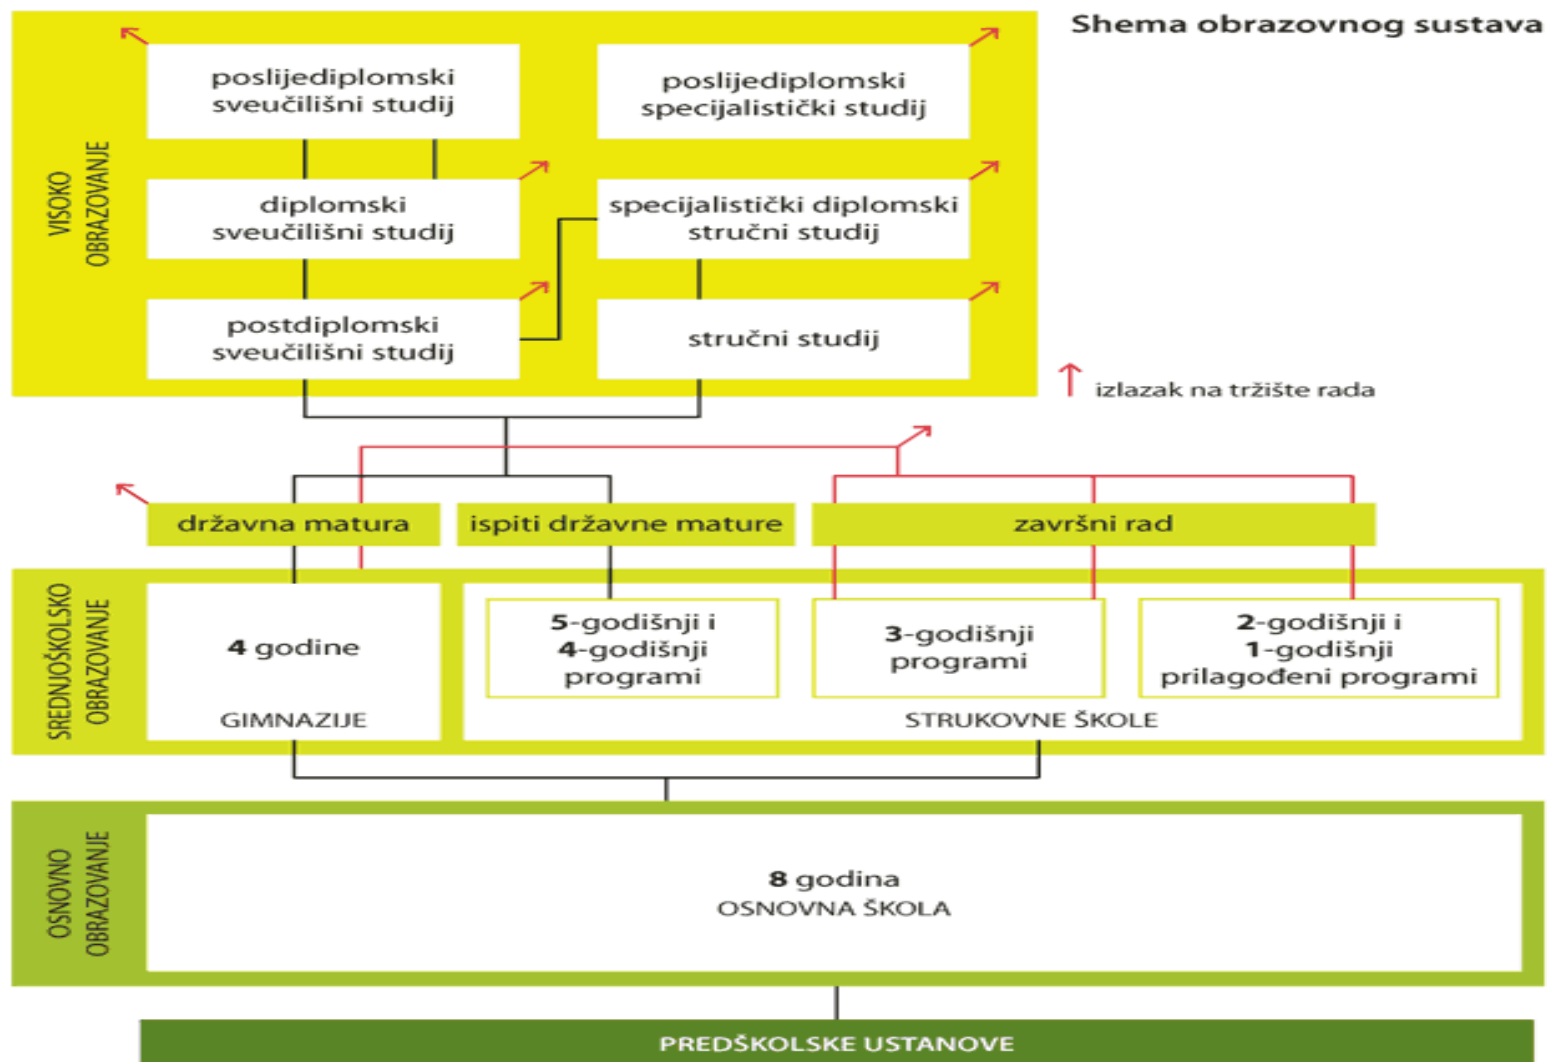 Shema obrazovnog sustava
VISOKO
OBRAZOVANJE
poslijediplomski
sveučilišni studij
poslijediplomski
specijalistički studij
diplomski
sveučilišni studij
specijalistički diplomski
stručni studij
postdiplomski
sveučilišni studij
stručni studij
izlazak na tržište rada
državna matura
ispiti državne mature
završni rad
SREDNJOŠKOLSKO
OBRAZOVANJE
4 godine
GIMNAZIJE
5-godišnji i
4-godišnji
programi
3-godišnji
programi
2-godišnji i
1-godišnji
prilagođeni programi
STRUKOVNE ŠKOLE
OSNOVNO
OBRAZOVANJE
8 godina
OSNOVNA ŠKOLA
PREDŠKOLSKE USTANOVE